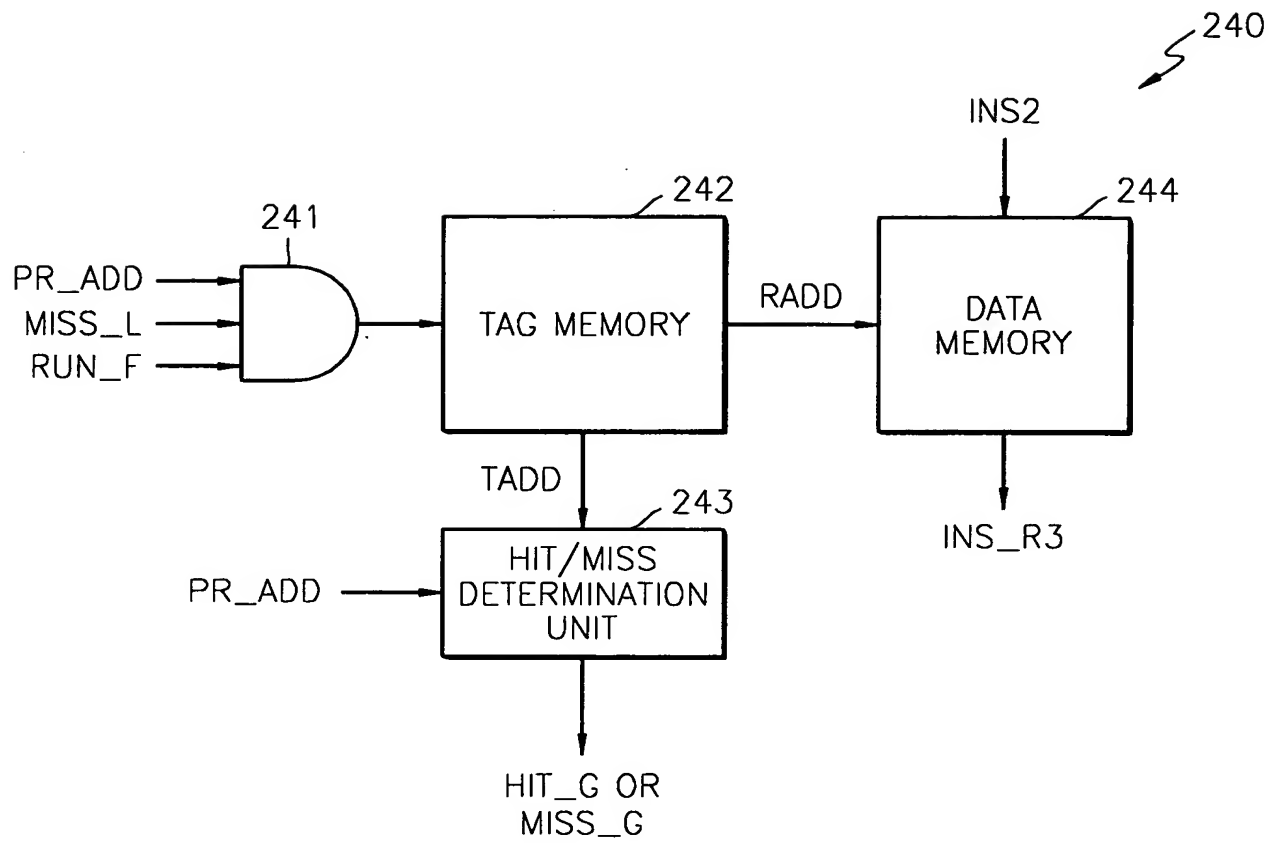 240
INS2
242
244
241
PR_ADD
MISS_L
RUN_F
TAG MEMORY
RADD
DATA
MEMORY
TADD
243
INS_R3
PR_ADD
HIT/MISS
DETERMINATION
UNIT
HIT_G OR
MISS_G